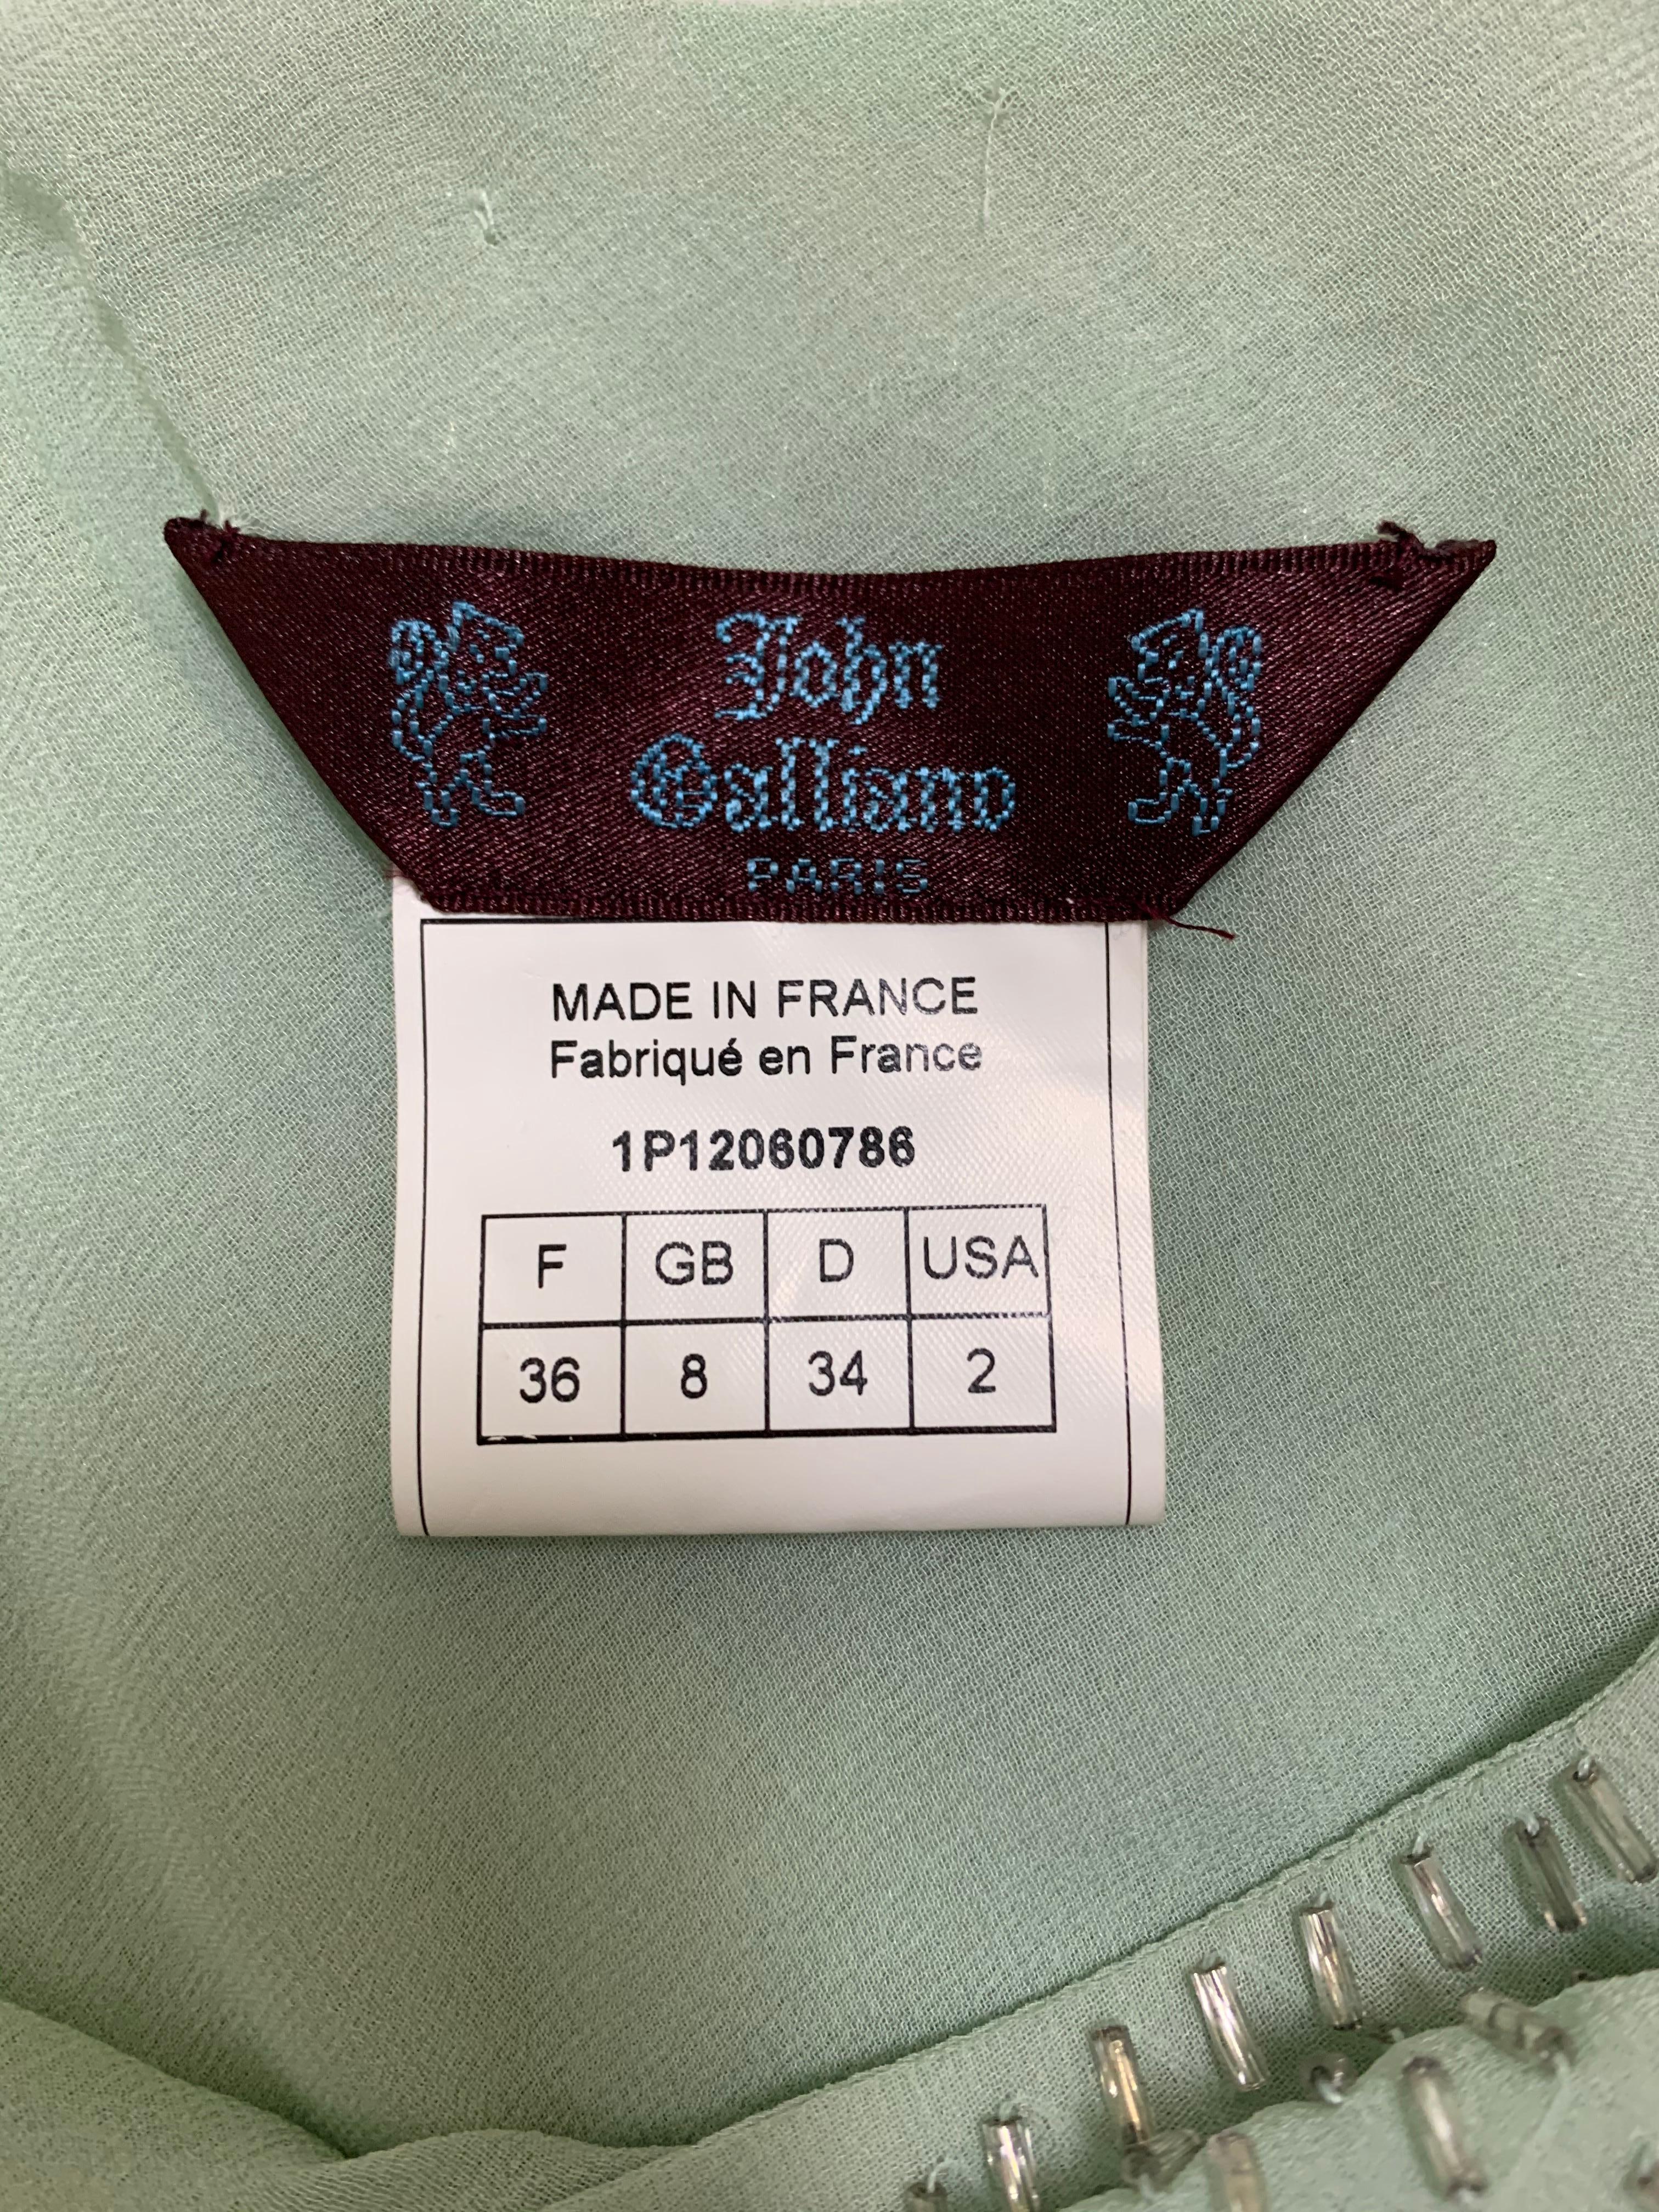 John
Galliano
PARIS
MADE IN FRANCE
Fabriqué en France
1P12060786
F GB D USA
36 8 34 2